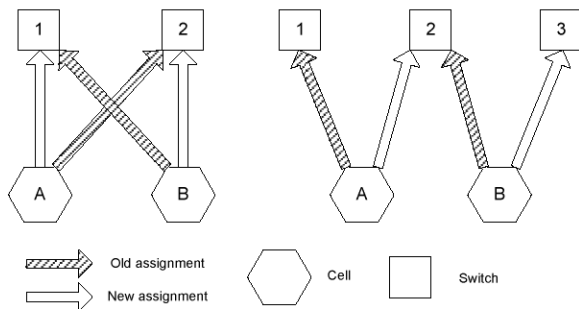 1 2 1 2 3
A B A B
Old assignment
New assignment
Cell
Switch